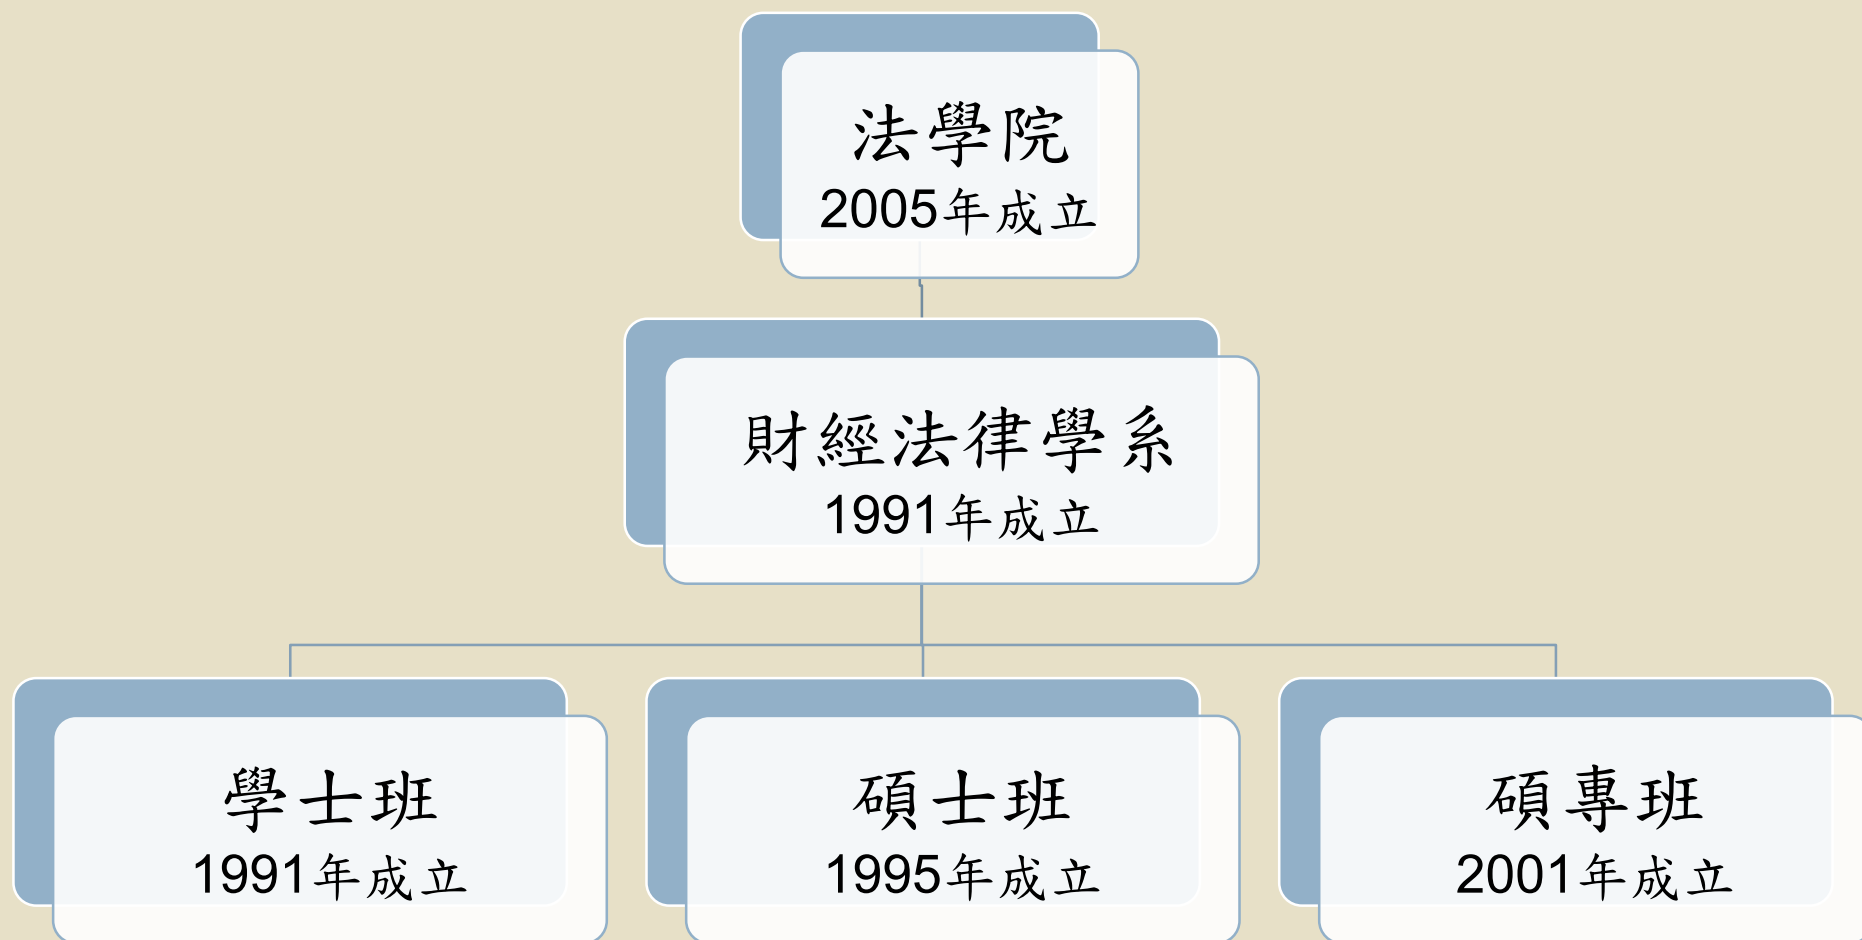 法學院
2005年成立
財經法律學系
1991年成立
學士班
1991年成立
碩士班
1995年成立
碩專班
2001年成立